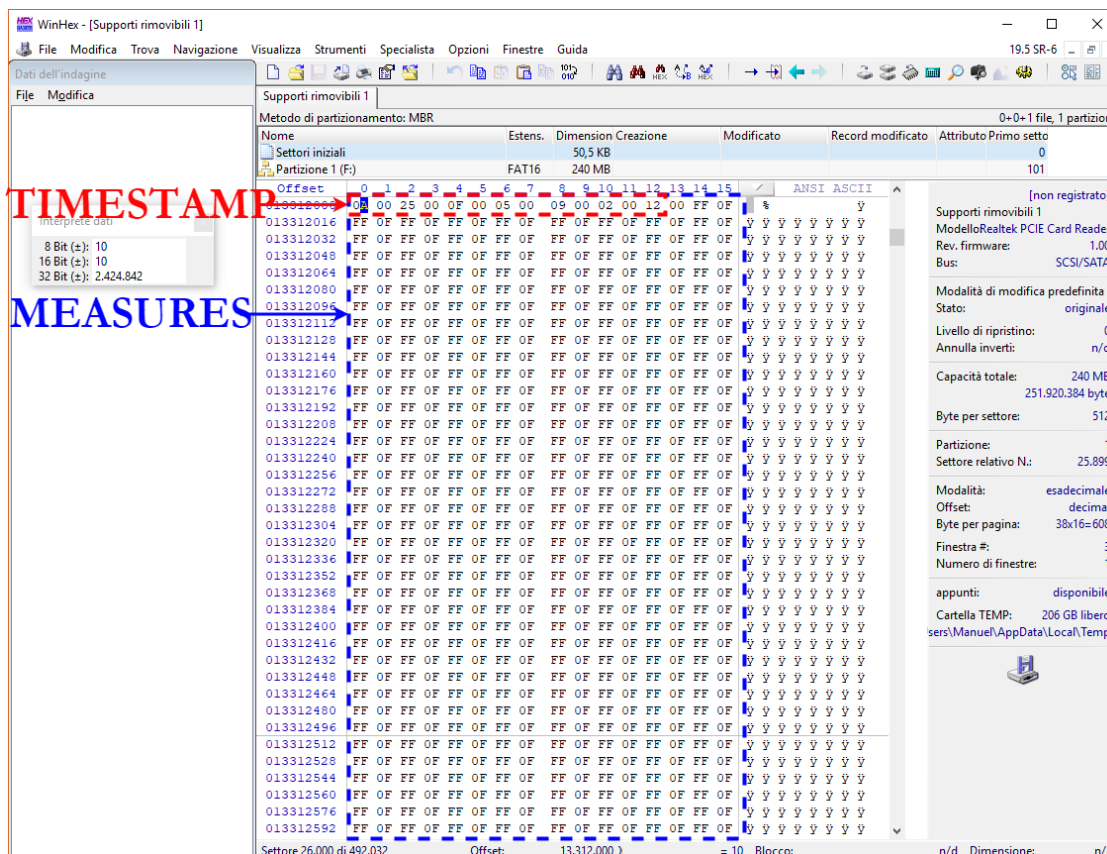 WinHex - [Supporti rimovibili 1]
File Modifica Trova Navigazione Visualizza Strumenti Specialista Opzioni Finestre Guida 19.5 SR-6
Dati dell'indagine
File Modifica
Supporti rimovibili 1
Metodo di partizionamento: MBR 0+0+1 file, 1 partizion
Nome Estens. Dimension Creazione Modificato Record modificato Attributo Primo setto
Settori iniziali 50,5 KB 0
Partizione 1 (F:) FAT16 240 MB 101
TIMESTAMP
Interprete dati
8 Bit (±): 10
16 Bit (±): 10
32 Bit (±): 2.424.842
MEASURES
Offset 0 1 2 3 4 5 6 7 8 9 10 11 12 13 14 15 ANSI ASCII
013312000 0A 00 25 00 0F 00 05 00 09 00 02 00 12 00 FF 0F % ÿ
013312016 FF 0F FF 0F FF 0F FF 0F FF 0F FF 0F FF 0F FF 0F ÿ ÿ ÿ ÿ ÿ ÿ ÿ ÿ
013312032 FF 0F FF 0F FF 0F FF 0F FF 0F FF 0F FF 0F FF 0F ÿ ÿ ÿ ÿ ÿ ÿ ÿ ÿ
013312048 FF 0F FF 0F FF 0F FF 0F FF 0F FF 0F FF 0F FF 0F ÿ ÿ ÿ ÿ ÿ ÿ ÿ ÿ
013312064 FF 0F FF 0F FF 0F FF 0F FF 0F FF 0F FF 0F FF 0F ÿ ÿ ÿ ÿ ÿ ÿ ÿ ÿ
013312080 FF 0F FF 0F FF 0F FF 0F FF 0F FF 0F FF 0F FF 0F ÿ ÿ ÿ ÿ ÿ ÿ ÿ ÿ
013312096 FF 0F FF 0F FF 0F FF 0F FF 0F FF 0F FF 0F FF 0F ÿ ÿ ÿ ÿ ÿ ÿ ÿ ÿ
013312112 FF 0F FF 0F FF 0F FF 0F FF 0F FF 0F FF 0F FF 0F ÿ ÿ ÿ ÿ ÿ ÿ ÿ ÿ
013312128 FF 0F FF 0F FF 0F FF 0F FF 0F FF 0F FF 0F FF 0F ÿ ÿ ÿ ÿ ÿ ÿ ÿ ÿ
013312144 FF 0F FF 0F FF 0F FF 0F FF 0F FF 0F FF 0F FF 0F ÿ ÿ ÿ ÿ ÿ ÿ ÿ ÿ
013312160 FF 0F FF 0F FF 0F FF 0F FF 0F FF 0F FF 0F FF 0F ÿ ÿ ÿ ÿ ÿ ÿ ÿ ÿ
013312176 FF 0F FF 0F FF 0F FF 0F FF 0F FF 0F FF 0F FF 0F ÿ ÿ ÿ ÿ ÿ ÿ ÿ ÿ
013312192 FF 0F FF 0F FF 0F FF 0F FF 0F FF 0F FF 0F FF 0F ÿ ÿ ÿ ÿ ÿ ÿ ÿ ÿ
013312208 FF 0F FF 0F FF 0F FF 0F FF 0F FF 0F FF 0F FF 0F ÿ ÿ ÿ ÿ ÿ ÿ ÿ ÿ
013312224 FF 0F FF 0F FF 0F FF 0F FF 0F FF 0F FF 0F FF 0F ÿ ÿ ÿ ÿ ÿ ÿ ÿ ÿ
013312240 FF 0F FF 0F FF 0F FF 0F FF 0F FF 0F FF 0F FF 0F ÿ ÿ ÿ ÿ ÿ ÿ ÿ ÿ
013312256 FF 0F FF 0F FF 0F FF 0F FF 0F FF 0F FF 0F FF 0F ÿ ÿ ÿ ÿ ÿ ÿ ÿ ÿ
013312272 FF 0F FF 0F FF 0F FF 0F FF 0F FF 0F FF 0F FF 0F ÿ ÿ ÿ ÿ ÿ ÿ ÿ ÿ
013312288 FF 0F FF 0F FF 0F FF 0F FF 0F FF 0F FF 0F FF 0F ÿ ÿ ÿ ÿ ÿ ÿ ÿ ÿ
013312304 FF 0F FF 0F FF 0F FF 0F FF 0F FF 0F FF 0F FF 0F ÿ ÿ ÿ ÿ ÿ ÿ ÿ ÿ
013312320 FF 0F FF 0F FF 0F FF 0F FF 0F FF 0F FF 0F FF 0F ÿ ÿ ÿ ÿ ÿ ÿ ÿ ÿ
013312336 FF 0F FF 0F FF 0F FF 0F FF 0F FF 0F FF 0F FF 0F ÿ ÿ ÿ ÿ ÿ ÿ ÿ ÿ
013312352 FF 0F FF 0F FF 0F FF 0F FF 0F FF 0F FF 0F FF 0F ÿ ÿ ÿ ÿ ÿ ÿ ÿ ÿ
013312368 FF 0F FF 0F FF 0F FF 0F FF 0F FF 0F FF 0F FF 0F ÿ ÿ ÿ ÿ ÿ ÿ ÿ ÿ
013312384 FF 0F FF 0F FF 0F FF 0F FF 0F FF 0F FF 0F FF 0F ÿ ÿ ÿ ÿ ÿ ÿ ÿ ÿ
013312400 FF 0F FF 0F FF 0F FF 0F FF 0F FF 0F FF 0F FF 0F ÿ ÿ ÿ ÿ ÿ ÿ ÿ ÿ
013312416 FF 0F FF 0F FF 0F FF 0F FF 0F FF 0F FF 0F FF 0F ÿ ÿ ÿ ÿ ÿ ÿ ÿ ÿ
013312432 FF 0F FF 0F FF 0F FF 0F FF 0F FF 0F FF 0F FF 0F ÿ ÿ ÿ ÿ ÿ ÿ ÿ ÿ
013312448 FF 0F FF 0F FF 0F FF 0F FF 0F FF 0F FF 0F FF 0F ÿ ÿ ÿ ÿ ÿ ÿ ÿ ÿ
013312464 FF 0F FF 0F FF 0F FF 0F FF 0F FF 0F FF 0F FF 0F ÿ ÿ ÿ ÿ ÿ ÿ ÿ ÿ
013312480 FF 0F FF 0F FF 0F FF 0F FF 0F FF 0F FF 0F FF 0F ÿ ÿ ÿ ÿ ÿ ÿ ÿ ÿ
013312496 FF 0F FF 0F FF 0F FF 0F FF 0F FF 0F FF 0F FF 0F ÿ ÿ ÿ ÿ ÿ ÿ ÿ ÿ
013312512 FF 0F FF 0F FF 0F FF 0F FF 0F FF 0F FF 0F FF 0F ÿ ÿ ÿ ÿ ÿ ÿ ÿ ÿ
013312528 FF 0F FF 0F FF 0F FF 0F FF 0F FF 0F FF 0F FF 0F ÿ ÿ ÿ ÿ ÿ ÿ ÿ ÿ
013312544 FF 0F FF 0F FF 0F FF 0F FF 0F FF 0F FF 0F FF 0F ÿ ÿ ÿ ÿ ÿ ÿ ÿ ÿ
013312560 FF 0F FF 0F FF 0F FF 0F FF 0F FF 0F FF 0F FF 0F ÿ ÿ ÿ ÿ ÿ ÿ ÿ ÿ
013312576 FF 0F FF 0F FF 0F FF 0F FF 0F FF 0F FF 0F FF 0F ÿ ÿ ÿ ÿ ÿ ÿ ÿ ÿ
013312592 FF 0F FF 0F FF 0F FF 0F FF 0F FF 0F FF 0F FF 0F ÿ ÿ ÿ ÿ ÿ ÿ ÿ ÿ
[non registrato
Supporti rimovibili 1
ModelloRealtek PCIE Card Reade
Rev. firmware: 1.00
Bus: SCSI/SATA
Modalità di modifica predefinita
Stato: originale
Livello di ripristino: 0
Annulla inverti: n/d
Capacità totale: 240 MB
251.920.384 byte
Byte per settore: 512
Partizione: 1
Settore relativo N.: 25.899
Modalità: esadecimale
Offset: decimal
Byte per pagina: 38x16=608
Finestra #:
Numero di finestre:
appunti: disponibile
Cartella TEMP: 206 GB libero
sers\Manuel\AppData\Local\Temp
Settore 26.000 di 492.032 Offset: 13.312.000 = 10 Blocco: n/d Dimensione: n/